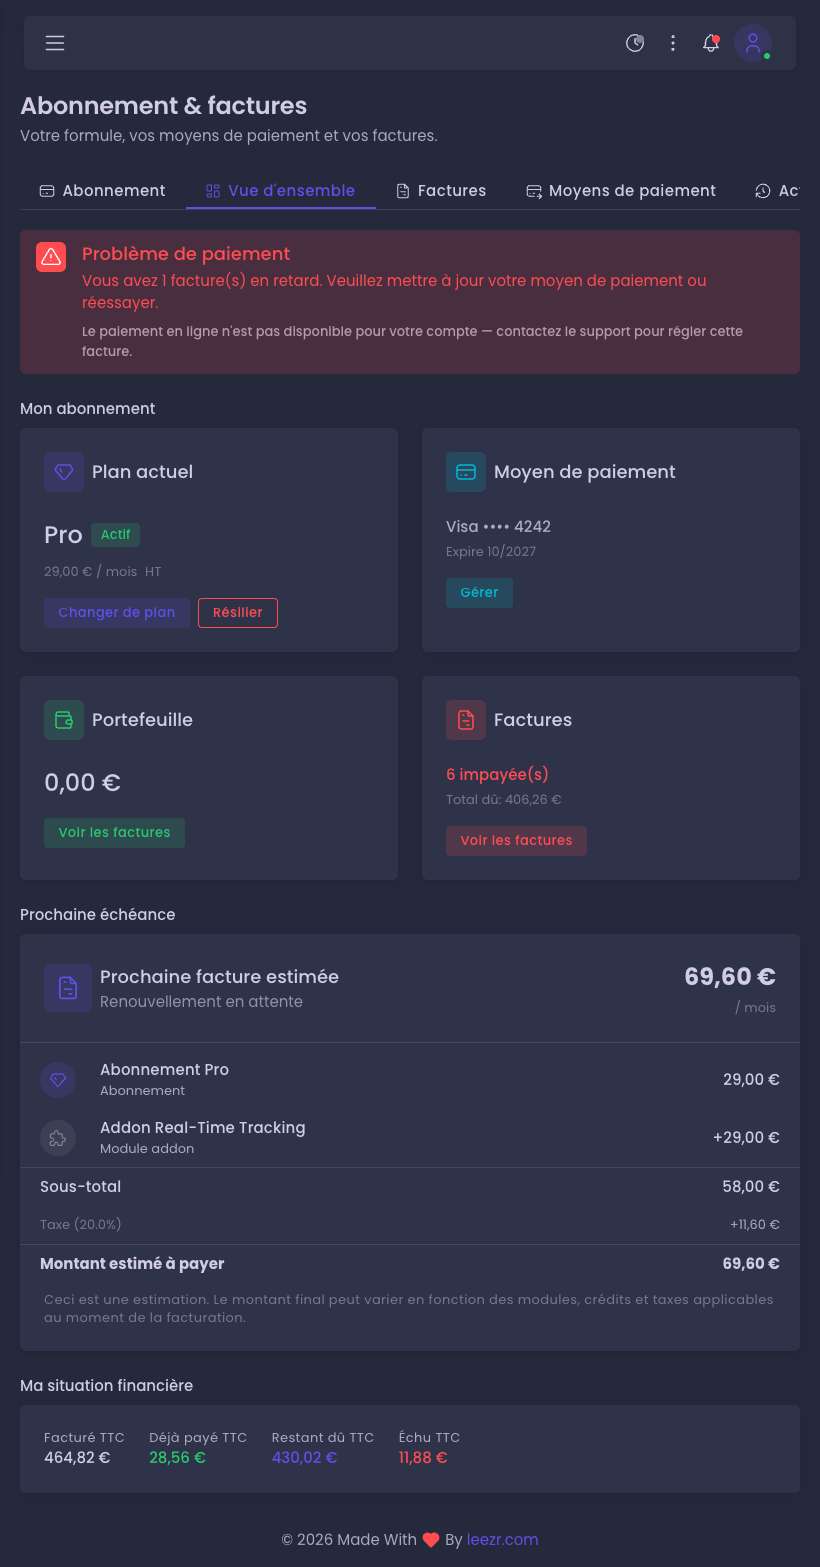 Abonnement & factures
Votre formule, vos moyens de paiement et vos factures.
Abonnement
Vue d'ensemble
Factures
Moyens de paiement
Problème de paiement
Vous avez 1 facture(s) en retard. Veuillez mettre à jour votre moyen de paiement ou
réessayer.
Le paiement en ligne n'est pas disponible pour votre compte — contactez le support pour régler cette
facture.
Mon abonnement
Plan actuel
Pro Actif
29,00 € / mois HT
Changer de plan Résilier
Moyen de paiement
Visa •••• 4242
Expire 10/2027
Gérer
Portefeuille
0,00 €
Voir les factures
Factures
6 impayée(s)
Total dû: 406,26 €
Voir les factures
Prochaine échéance
Prochaine facture estimée
Renouvellement en attente
69,60 €
/ mois
Abonnement Pro
Abonnement
29,00 €
Addon Real-Time Tracking
Module addon
+29,00 €
Sous-total 58,00 €
Taxe (20.0%) +11,60 €
Montant estimé à payer 69,60 €
Ceci est une estimation. Le montant final peut varier en fonction des modules, crédits et taxes applicables
au moment de la facturation.
Ma situation financière
Facturé TTC
464,82 €
Déjà payé TTC
28,56 €
Restant dû TTC
430,02 €
Échu TTC
11,88 €
© 2026 Made With ❤ By leezr.com